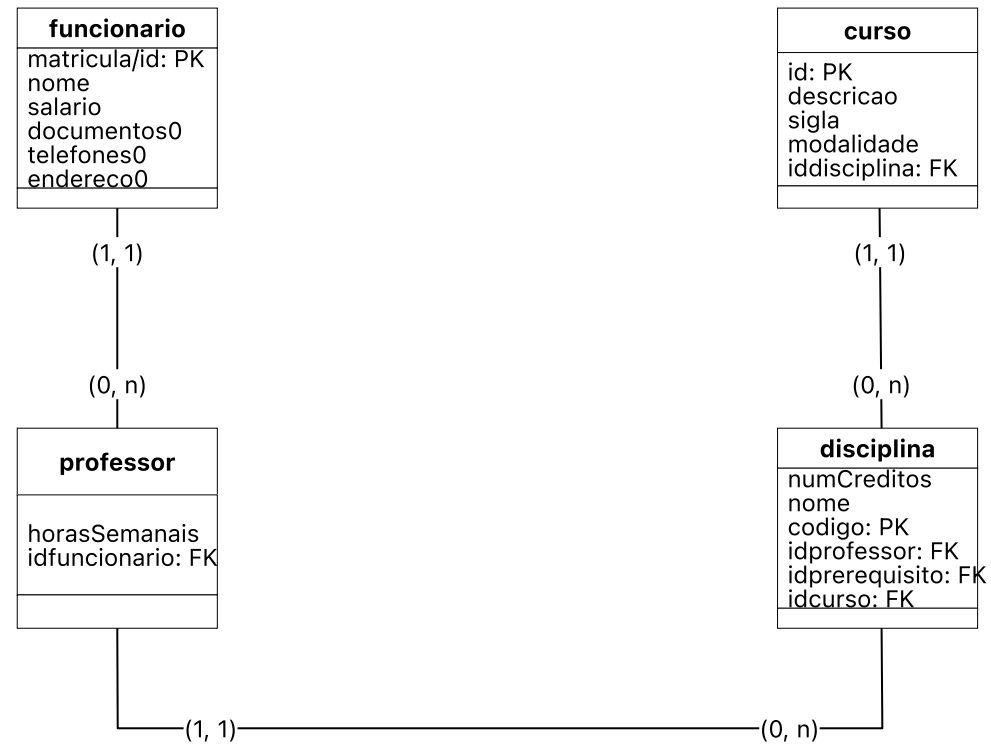 funcionario
matricula/id: PK
nome
salario
documentos0
telefones0
endereco0
(1, 1)
(0, n)
professor
horasSemanais
idfuncionario: FK
(1, 1)
curso
id: PK
descricao
sigla
modalidade
iddisciplina: FK
(1, 1)
(0, n)
disciplina
numCreditos
nome
codigo: PK
idprofessor: FK
idprerequisito: FK
idcurso: FK
(0, n)